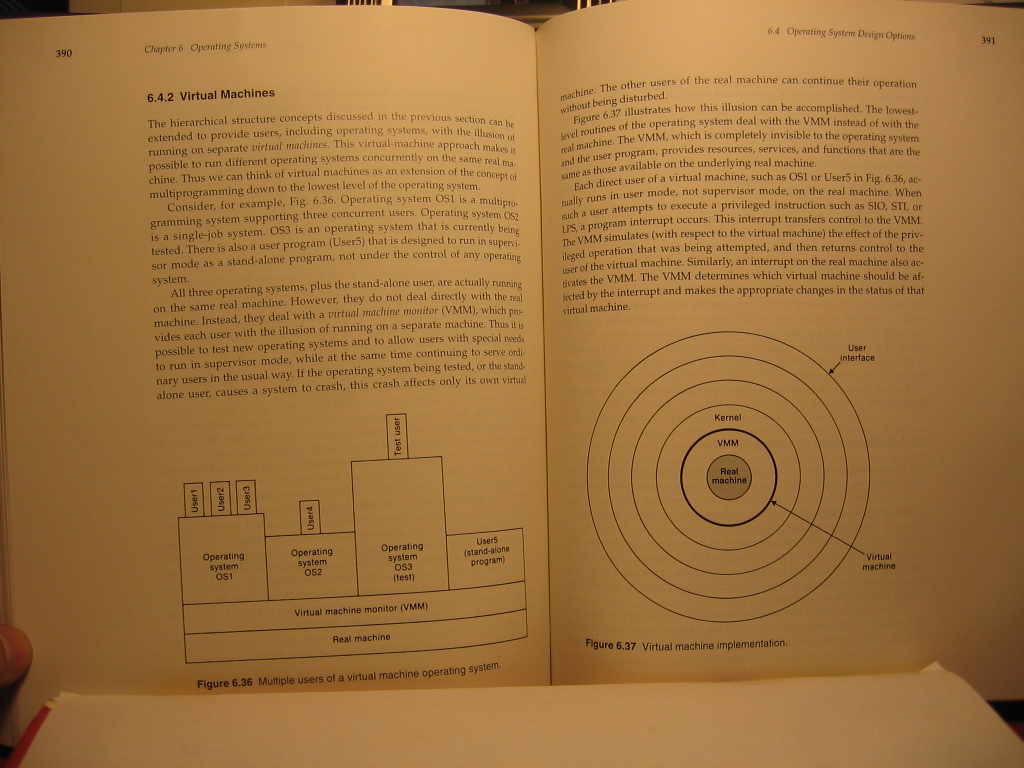 390
Chapter 6 Operating Systems
6.4.2 Virtual Machines
The hierarchical structure concepts discussed in the previous section can be
extended to provide users, including operating systems, with the illusion of
running on separate virtual machines. This virtual-machine approach makes it
possible to run different operating systems concurrently on the same real ma-
chine. Thus we can think of virtual machines as an extension of the concept of
multiprogramming down to the lowest level of the operating system.
Consider, for example, Fig. 6.36. Operating system OS1 is a multipro-
gramming system supporting three concurrent users. Operating system OS2
is a single-job system. OS3 is an operating system that is currently being
tested. There is also a user program (User5) that is designed to run in supervi-
sor mode as a stand-alone program, not under the control of any operating
system.
All three operating systems, plus the stand-alone user, are actually running
on the same real machine. However, they do not deal directly with the real
machine. Instead, they deal with a virtual machine monitor (VMM), which pro-
vides each user with the illusion of running on a separate machine. Thus it is
possible to test new operating systems and to allow users with special needs
to run in supervisor mode, while at the same time continuing to serve ordi-
nary users in the usual way. If the operating system being tested, or the stand-
alone user, causes a system to crash, this crash affects only its own virtual
Test user
User1
User2
User3
User4
Operating
system
OS1
Operating
system
OS2
Operating
system
OS3
(test)
User5
(stand-alone
program)
Virtual machine monitor (VMM)
Real machine
Figure 6.36 Multiple users of a virtual machine operating system.
6.4 Operating System Design Options
391
machine. The other users of the real machine can continue their operation
without being disturbed.
Figure 6.37 illustrates how this illusion can be accomplished. The lowest-
level routines of the operating system deal with the VMM instead of with the
real machine. The VMM, which is completely invisible to the operating system
and the user program, provides resources, services, and functions that are the
same as those available on the underlying real machine.
Each direct user of a virtual machine, such as OS1 or User5 in Fig. 6.36, ac-
tually runs in user mode, not supervisor mode, on the real machine. When
such a user attempts to execute a privileged instruction such as SIO, STI, or
LPS, a program interrupt occurs. This interrupt transfers control to the VMM.
The VMM simulates (with respect to the virtual machine) the effect of the priv-
ileged operation that was being attempted, and then returns control to the
user of the virtual machine. Similarly, an interrupt on the real machine also ac-
tivates the VMM. The VMM determines which virtual machine should be af-
fected by the interrupt and makes the appropriate changes in the status of that
virtual machine.
User
interface
Kernel
VMM
Real
machine
Virtual
machine
Figure 6.37 Virtual machine implementation.